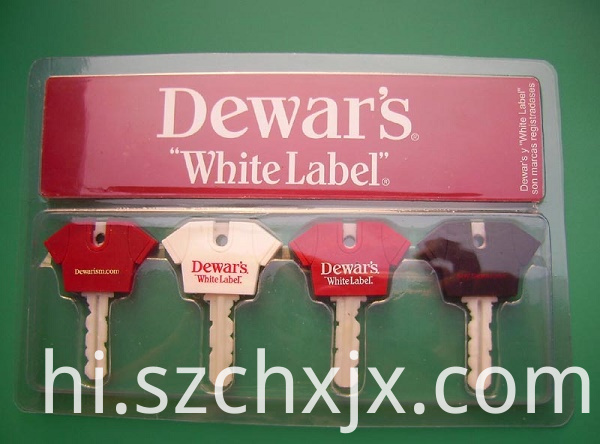 Dewar's®
"White Label"®
Dewar's y "White Label"
son marcas registradases
Dewarism.com
Dewar's
"White Label"
Dewar's
"White Label"
hi.szchxjx.com